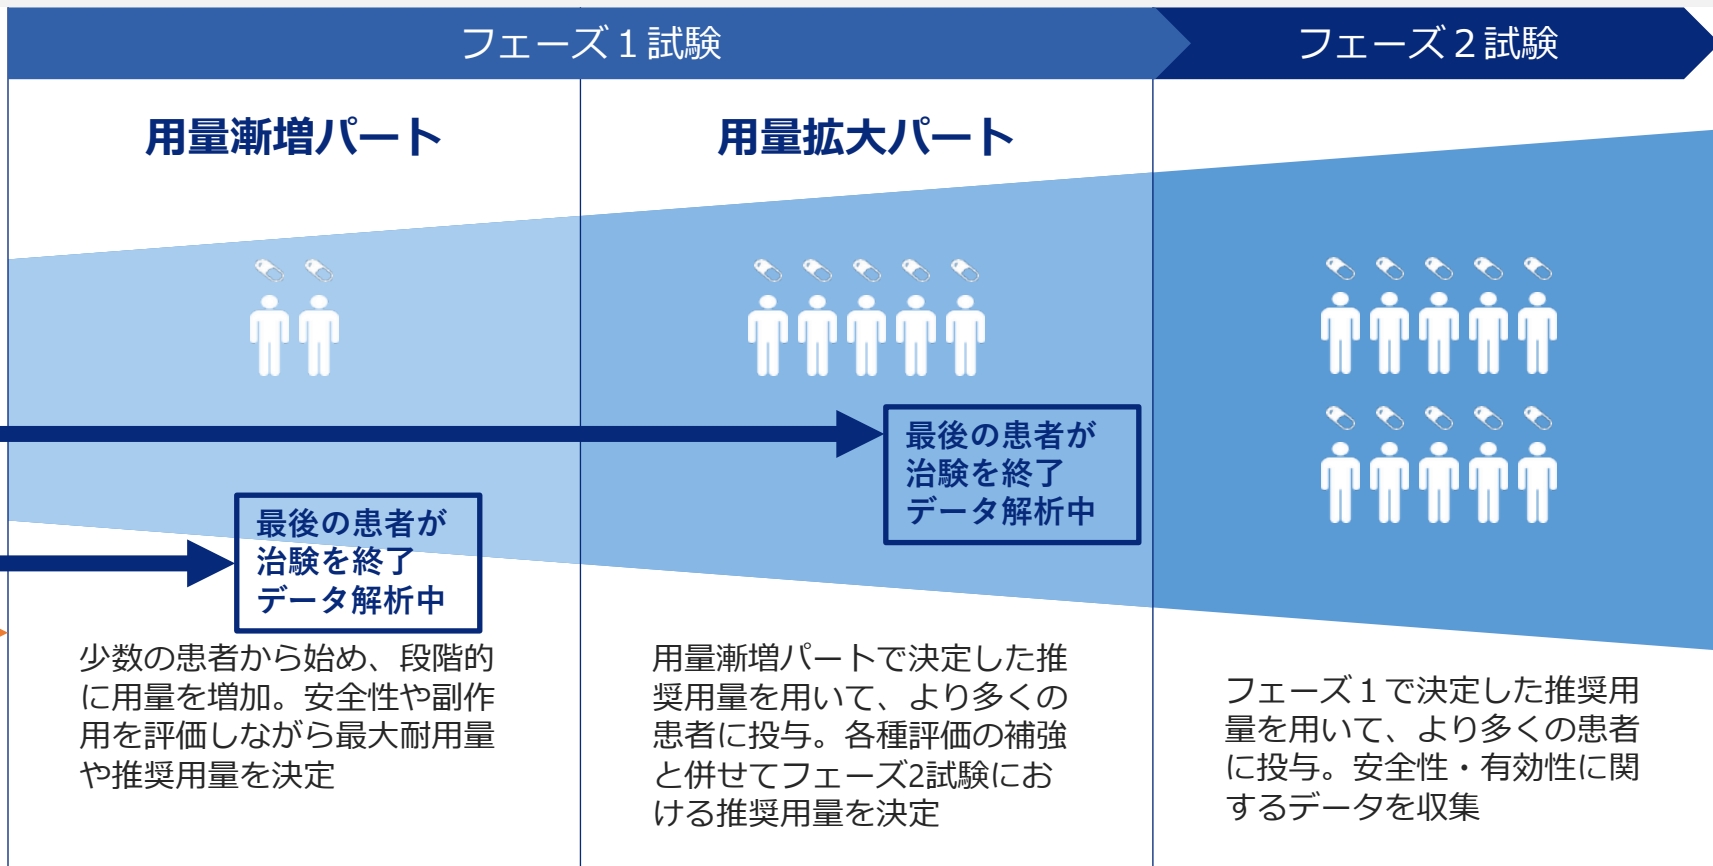 フェーズ１試験
フェーズ２試験
用量漸増パート
用量拡大パート
最後の患者が
治験を終了
データ解析中
最後の患者が
治験を終了
データ解析中
少数の患者から始め、段階的
に用量を増加。安全性や副作
用を評価しながら最大耐用量
や推奨用量を決定
用量漸増パートで決定した推
奨用量を用いて、より多くの
患者に投与。各種評価の補強
と併せてフェーズ2試験にお
ける推奨用量を決定
フェーズ１で決定した推奨用
量を用いて、より多くの患者
に投与。安全性・有効性に関
するデータを収集